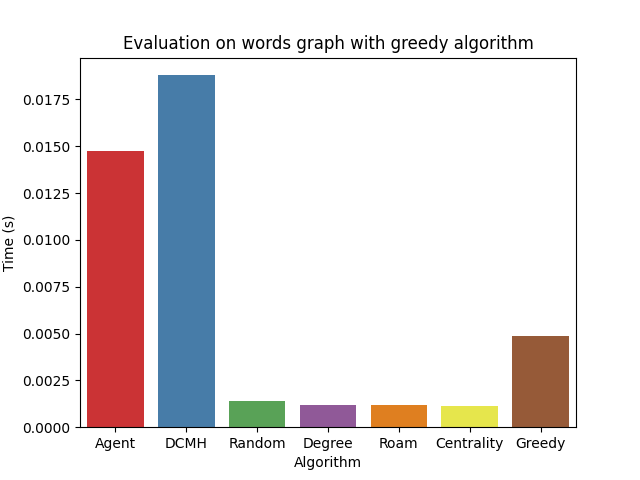 Evaluation on words graph with greedy algorithm
Time (s)
0.0175
0.0150
0.0125
0.0100
0.0075
0.0050
0.0025
0.0000
Agent DCMH Random Degree Roam Centrality Greedy
Algorithm